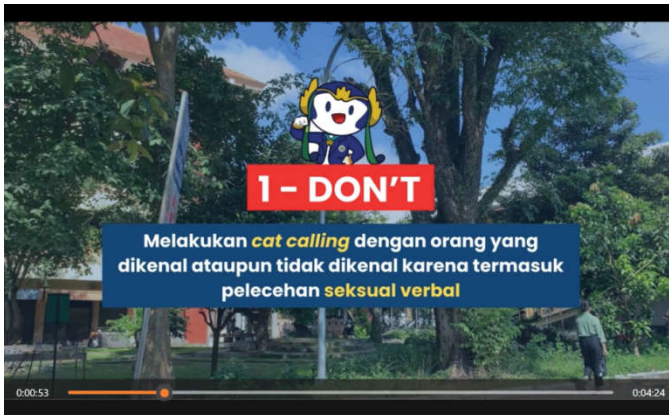 1 - DON'T
Melakukan cat calling dengan orang yang
dikenal ataupun tidak dikenal karena termasuk
pelecehan seksual verbal
0:00:53
0:04:24